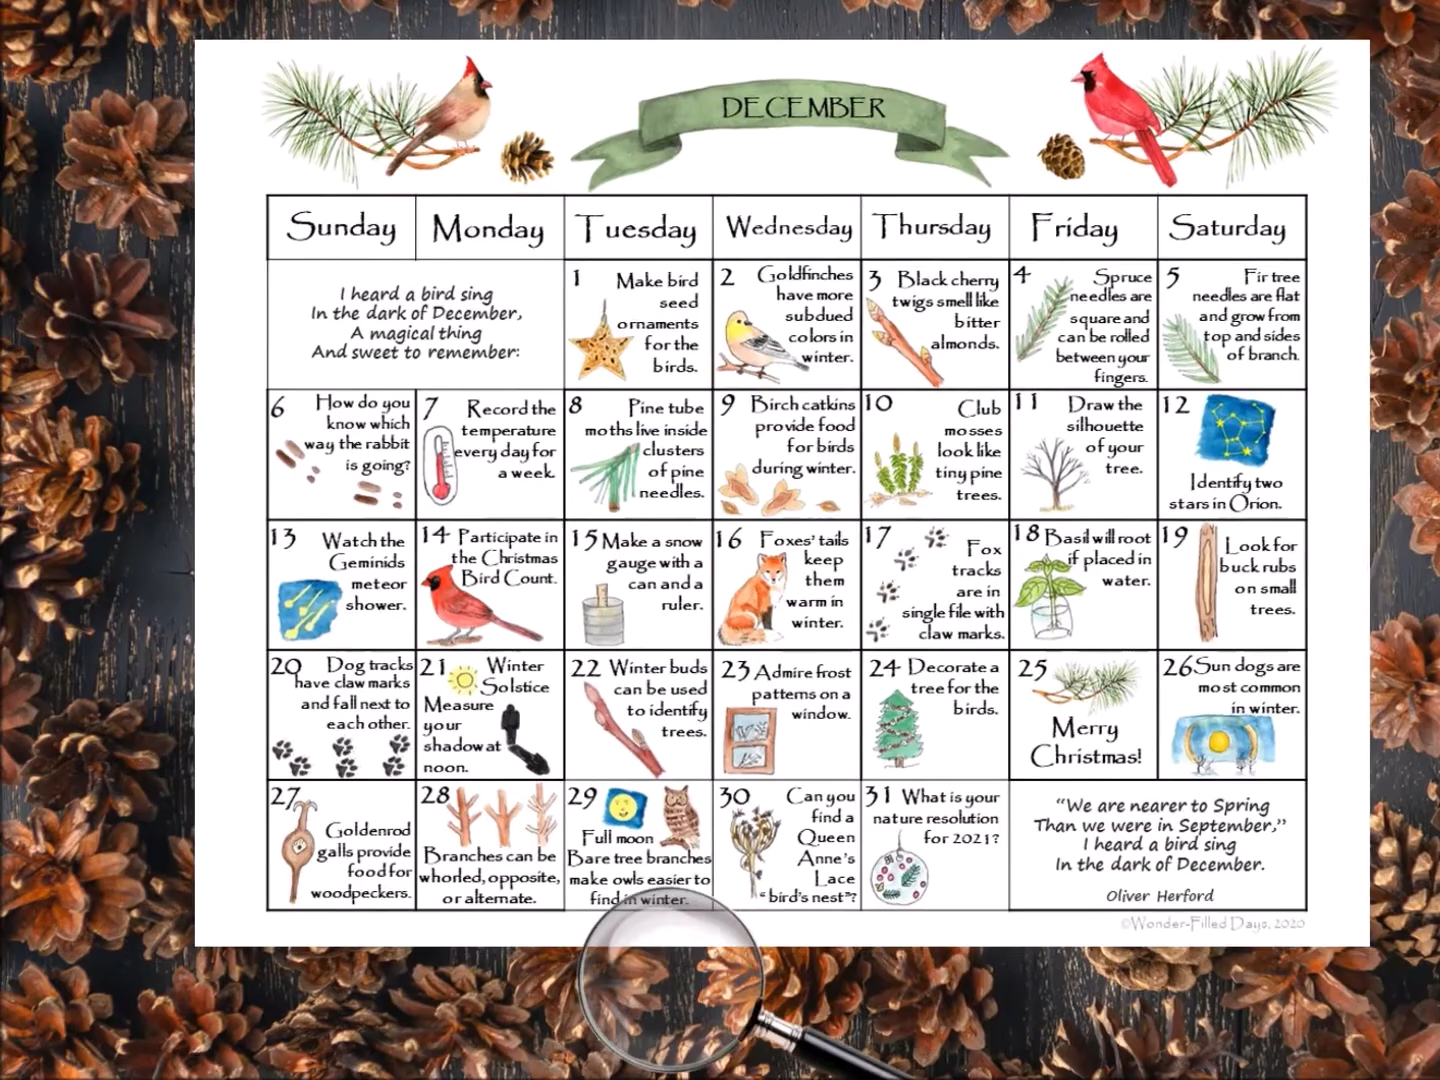 DECEMBER
Sunday Monday Tuesday Wednesday Thursday Friday Saturday
I heard a bird sing
In the dark of December,
A magical thing
And sweet to remember:
1 Make bird
seed
ornaments
for the
birds.
2 Goldfinches
have more
subdued
colors in
winter.
3 Black cherry
twigs smell like
bitter
almonds.
4 Spruce
needles are
square and
can be rolled
between your
fingers.
5 Fir tree
needles are flat
and grow from
top and sides
of branch.
6 How do you
know which
way the rabbit
is going?
7 Record the
temperature
every day for
a week.
8 Pine tube
moths live inside
clusters
of pine
needles.
9 Birch catkins
provide food
for birds
during winter.
10 Club
mosses
look like
tiny pine
trees.
11 Draw the
silhouette
of your
tree.
12
Identify two
stars in Orion.
13 Watch the
Geminids
meteor
shower.
14 Participate in
the Christmas
Bird Count.
15 Make a snow
gauge with a
can and a
ruler.
16 Foxes' tails
keep
them
warm in
winter.
17 Fox
tracks
are in
single file with
claw marks.
18 Basil will root
if placed in
water.
19 Look for
buck rubs
on small
trees.
20 Dog tracks
have claw marks
and fall next to
each other.
21 Winter
Solstice
Measure
your
shadow at
noon.
22 Winter buds
can be used
to identify
trees.
23 Admire frost
patterns on a
window.
24 Decorate a
tree for the
birds.
25
Merry
Christmas!
26 Sun dogs are
most common
in winter.
27 Goldenrod
galls provide
food for
woodpeckers.
28
Branches can be
whorled, opposite,
or alternate.
29
Full moon
Bare tree branches
make owls easier to
find in winter.
30 Can you
find a
Queen
Anne's
Lace
"bird's nest"?
31 What is your
nature resolution
for 2021?
"We are nearer to Spring
Than we were in September,"
I heard a bird sing
In the dark of December.
Oliver Herford
©Wonder-Filled Days, 2020